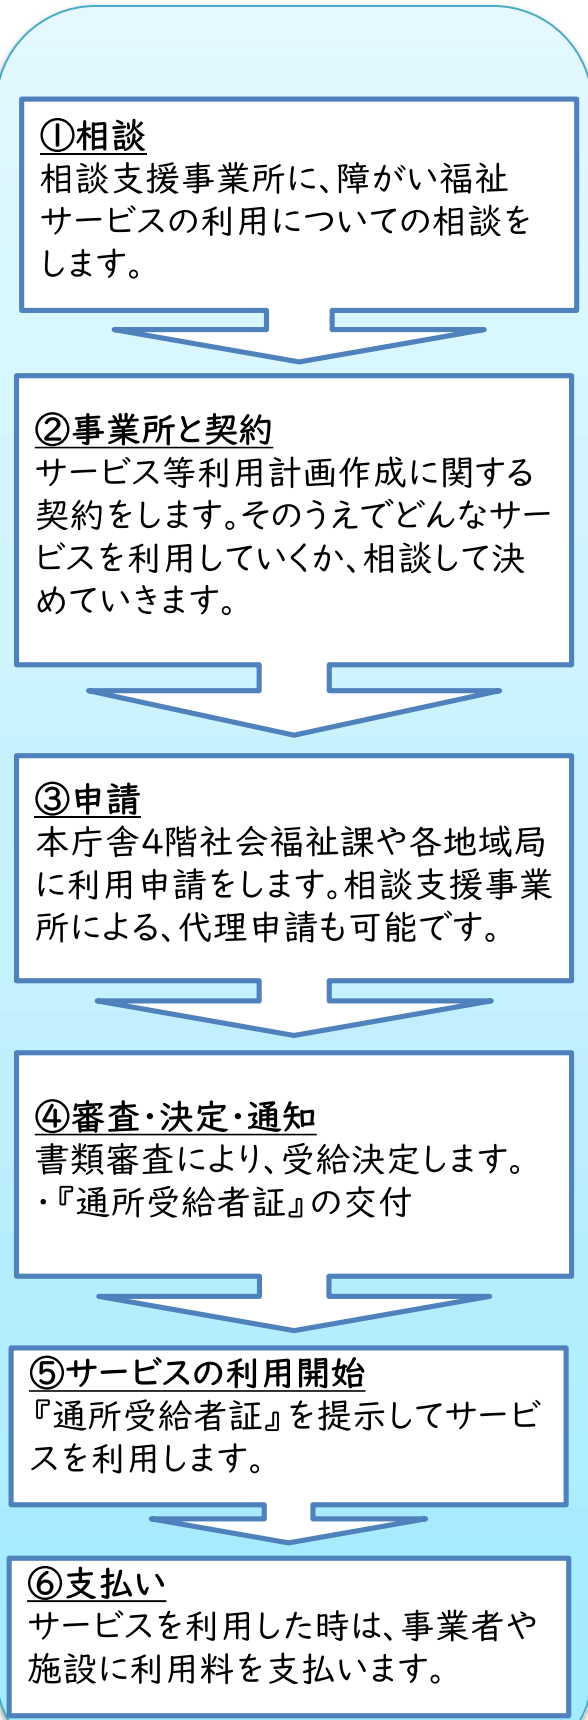 ①相談
相談支援事業所に、障がい福祉
サービスの利用についての相談を
します。
②事業所と契約
サービス等利用計画作成に関する
契約をします。そのうえでどんなサー
ビスを利用していくか、相談して決
めていきます。
③申請
本庁舎4階社会福祉課や各地域局
に利用申請をします。相談支援事業
所による、代理申請も可能です。
④審査・決定・通知
書類審査により、受給決定します。
・『通所受給者証』の交付
⑤サービスの利用開始
『通所受給者証』を提示してサービ
スを利用します。
⑥支払い
サービスを利用した時は、事業者や
施設に利用料を支払います。